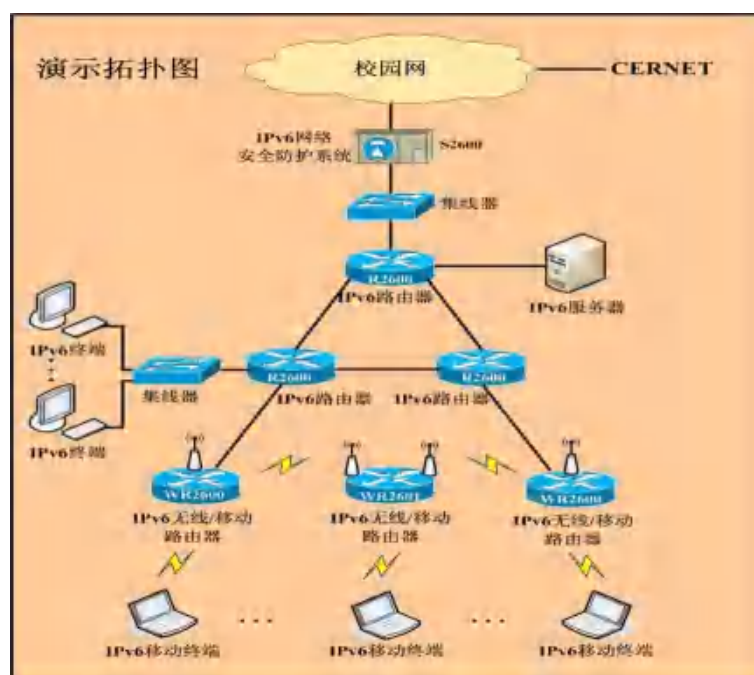 演示拓扑图
校园网
CERNET
IPv6网络
安全防护系统
S2600
集线器
R2600
IPv6路由器
IPv6服务器
IPv6终端
R2600
R2600
集线器
IPv6路由器
IPv6路由器
IPv6终端
WR2600
WR2601
WR2600
IPv6无线/移动
路由器
IPv6无线/移动
路由器
IPv6无线/移动
路由器
IPv6移动终端
IPv6移动终端
IPv6移动终端